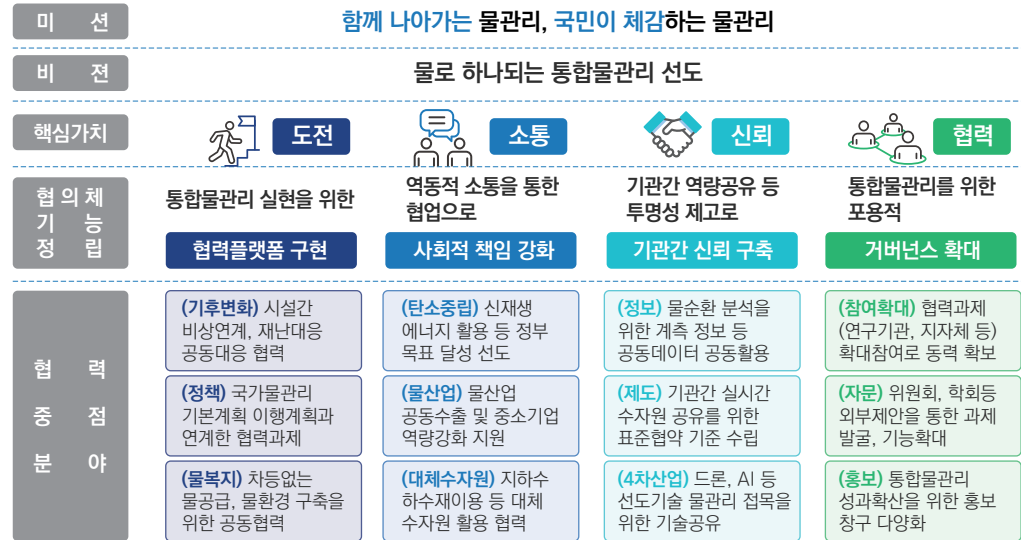 미 션
함께 나아가는 물관리, 국민이 체감하는 물관리
비 젼
물로 하나되는 통합물관리 선도
핵심가치
도전
소통
신뢰
협력
협 의 체
기 능
정 립
통합물관리 실현을 위한
협력플랫폼 구현
역동적 소통을 통한
협업으로
사회적 책임 강화
기관간 역량공유 등
투명성 제고로
기관간 신뢰 구축
통합물관리를 위한
포용적
거버넌스 확대
협 력
중 점
분 야
(기후변화) 시설간
비상연계, 재난대응
공동대응 협력
(탄소중립) 신재생
에너지 활용 등 정부
목표 달성 선도
(정보) 물순환 분석을
위한 계측 정보 등
공동데이터 공동활용
(참여확대) 협력과제
(연구기관, 지자체 등)
확대참여로 동력 확보
(정책) 국가물관리
기본계획 이행계획과
연계한 협력과제
(물산업) 물산업
공동수출 및 중소기업
역량강화 지원
(제도) 기관간 실시간
수자원 공유를 위한
표준협약 기준 수립
(자문) 위원회, 학회등
외부제안을 통한 과제
발굴, 기능확대
(물복지) 차등없는
물공급, 물환경 구축을
위한 공동협력
(대체수자원) 지하수
하수재이용 등 대체
수자원 활용 협력
(4차산업) 드론, AI 등
선도기술 물관리 접목을
위한 기술공유
(홍보) 통합물관리
성과확산을 위한 홍보
창구 다양화